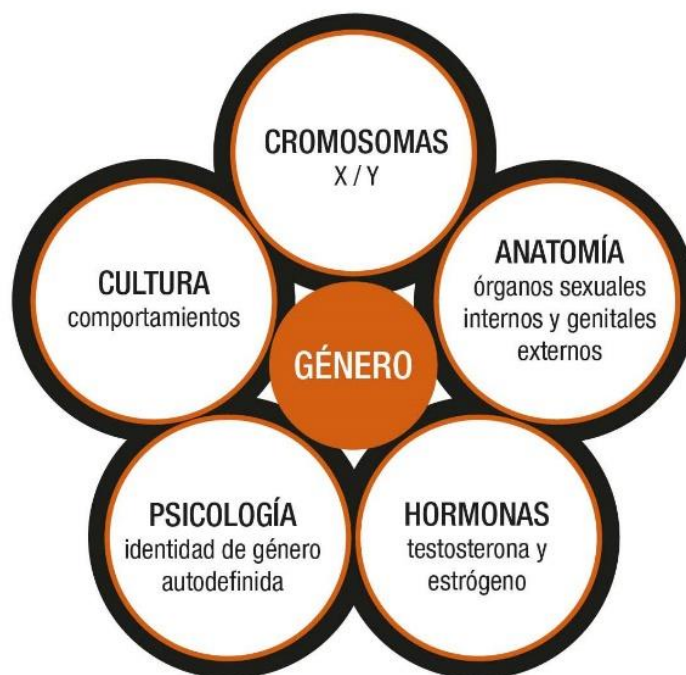 CROMOSOMAS
X / Y
ANATOMÍA
órganos sexuales
internos y genitales
externos
HORMONAS
testosterona y
estrógeno
PSICOLOGÍA
identidad de género
autodefinida
CULTURA
comportamientos
GÉNERO